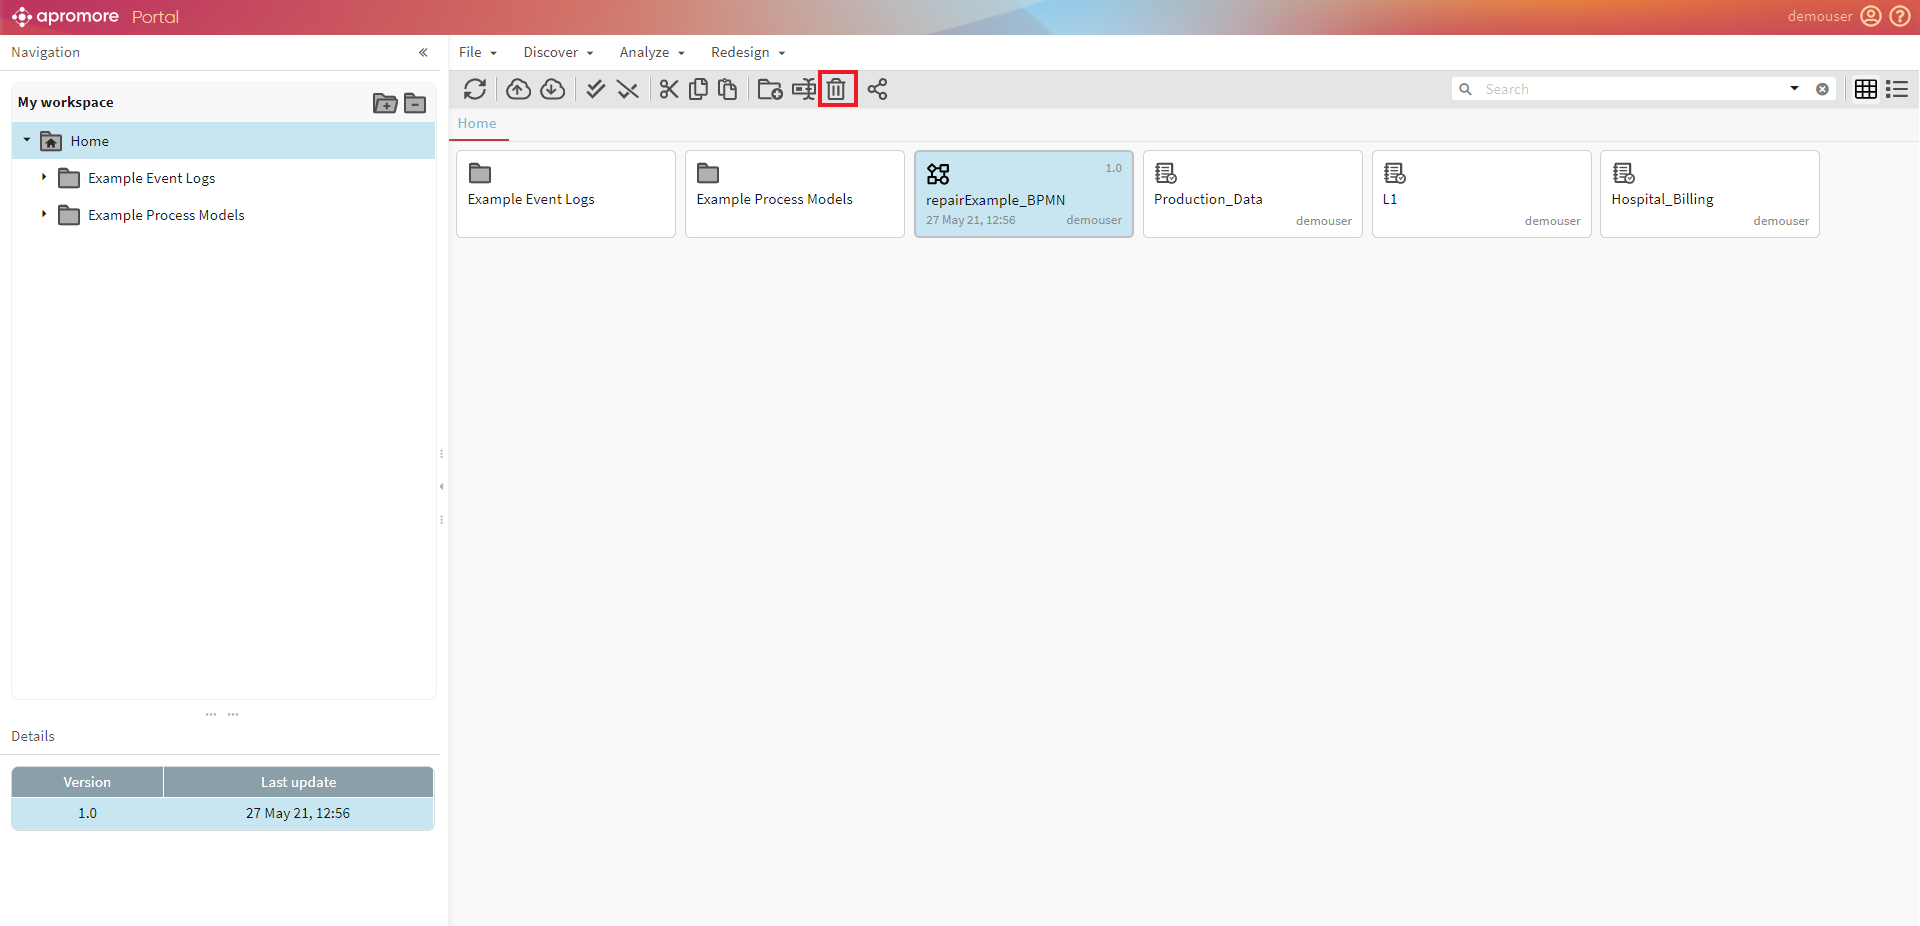 apromore Portal
demouser
Navigation
File Discover Analyze Redesign
My workspace
Search
Home
Home
Example Event Logs
Example Process Models
Example Event Logs
Example Process Models
1.0
repairExample_BPMN
27 May 21, 12:56 demouser
Production_Data
demouser
L1
demouser
Hospital_Billing
demouser
Details
Version Last update
1.0 27 May 21, 12:56